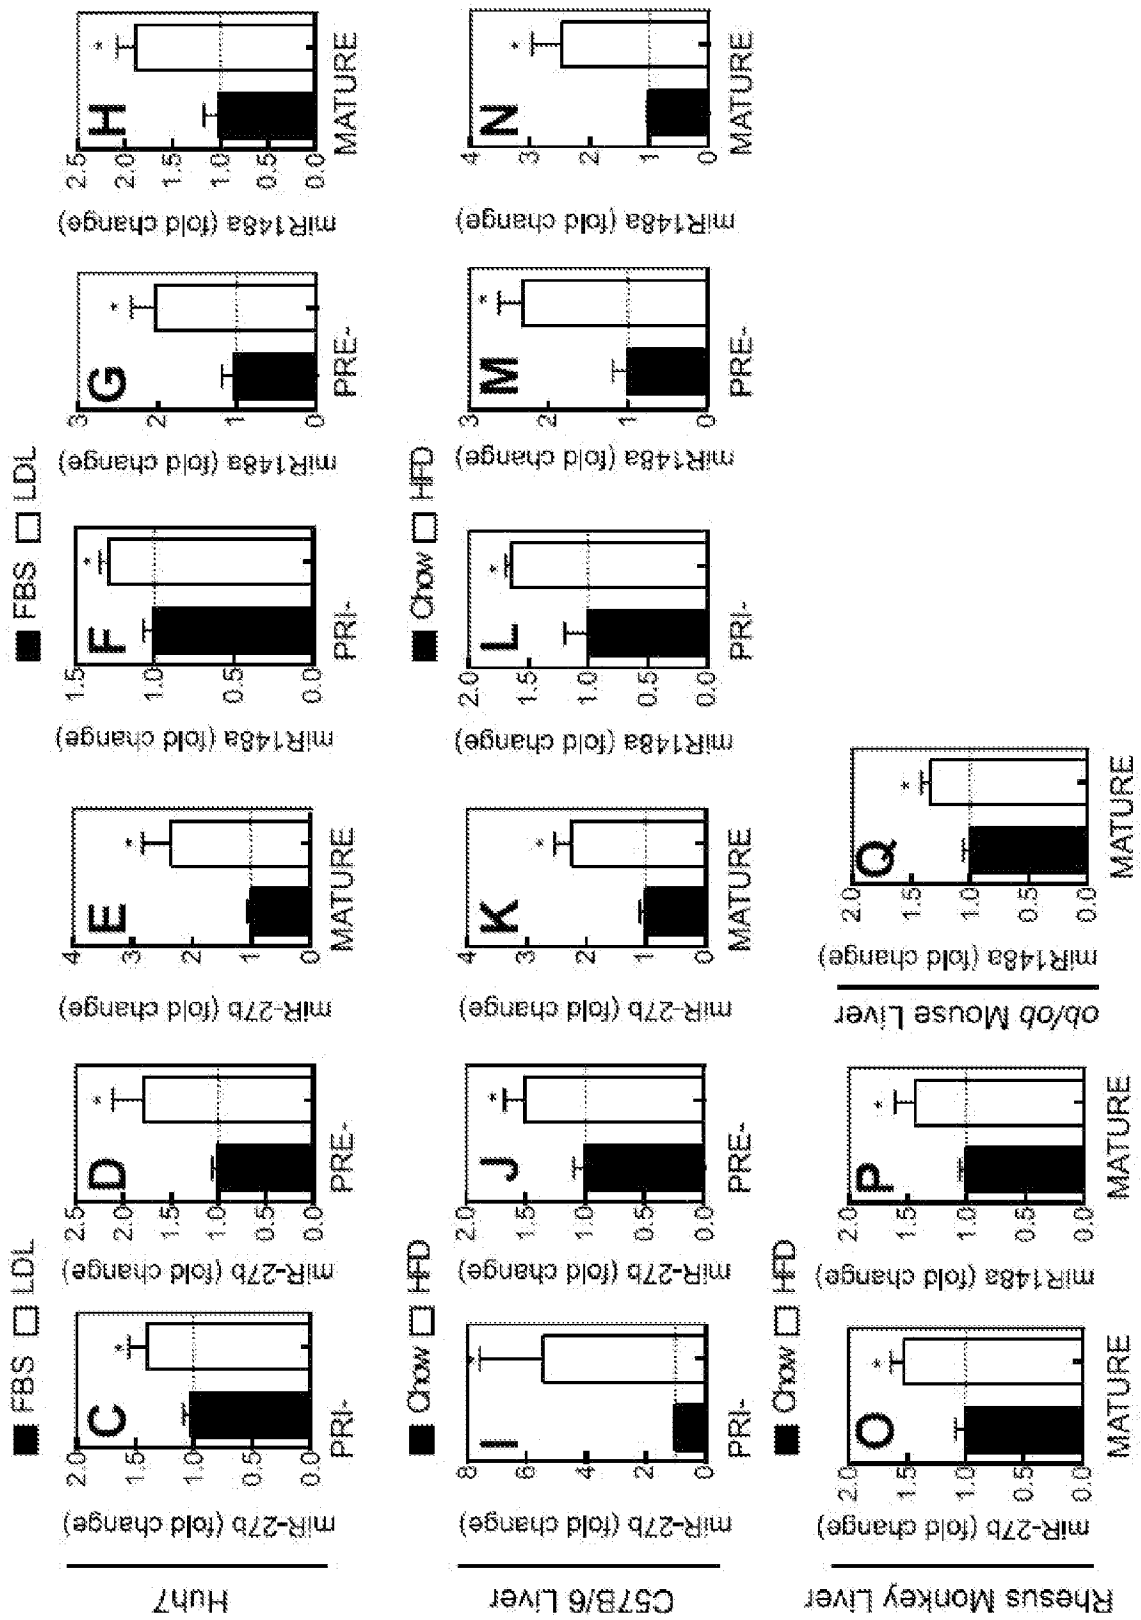 Huh7
■ FBS □ LDL
miR-27b (fold change)
2.0
1.5
1.0
0.5
0.0
C
PRI-
miR-27b (fold change)
2.5
2.0
1.5
1.0
0.5
0.0
D
*
PRE-
miR-27b (fold change)
4
3
2
1
0
E
*
MATURE
■ FBS □ LDL
miR148a (fold change)
1.5
1.0
0.5
0.0
F
*
PRI-
miR148a (fold change)
3
2
1
0
G
*
PRE-
miR148a (fold change)
2.5
2.0
1.5
1.0
0.5
0.0
H
*
MATURE
C57B/6 Liver
■ Chow □ HFD
miR-27b (fold change)
8
6
4
2
0
I
*
PRI-
miR-27b (fold change)
2.0
1.5
1.0
0.5
0.0
J
*
PRE-
miR-27b (fold change)
4
3
2
1
0
K
*
MATURE
■ Chow □ HFD
miR148a (fold change)
2.0
1.5
1.0
0.5
0.0
L
*
PRI-
miR148a (fold change)
3
2
1
0
M
*
PRE-
miR148a (fold change)
4
3
2
1
0
N
*
MATURE
Rhesus Monkey Liver
■ Chow □ HFD
miR-27b (fold change)
2.0
1.5
1.0
0.5
0.0
O
*
MATURE
miR148a (fold change)
2.0
1.5
1.0
0.5
0.0
P
*
MATURE
ob/ob Mouse Liver
miR148a (fold change)
2.0
1.5
1.0
0.5
0.0
Q
*
MATURE